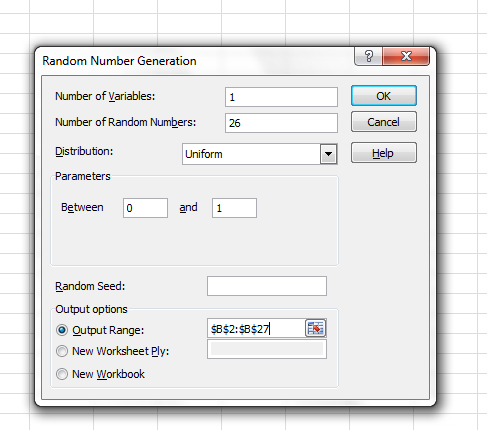 Random Number Generation
?
Number of Variables: 1 OK
Number of Random Numbers: 26 Cancel
Distribution: Uniform Help
Parameters
Between 0 and 1
Random Seed:
Output options
Output Range: $B$2:$B$27
New Worksheet Ply:
New Workbook